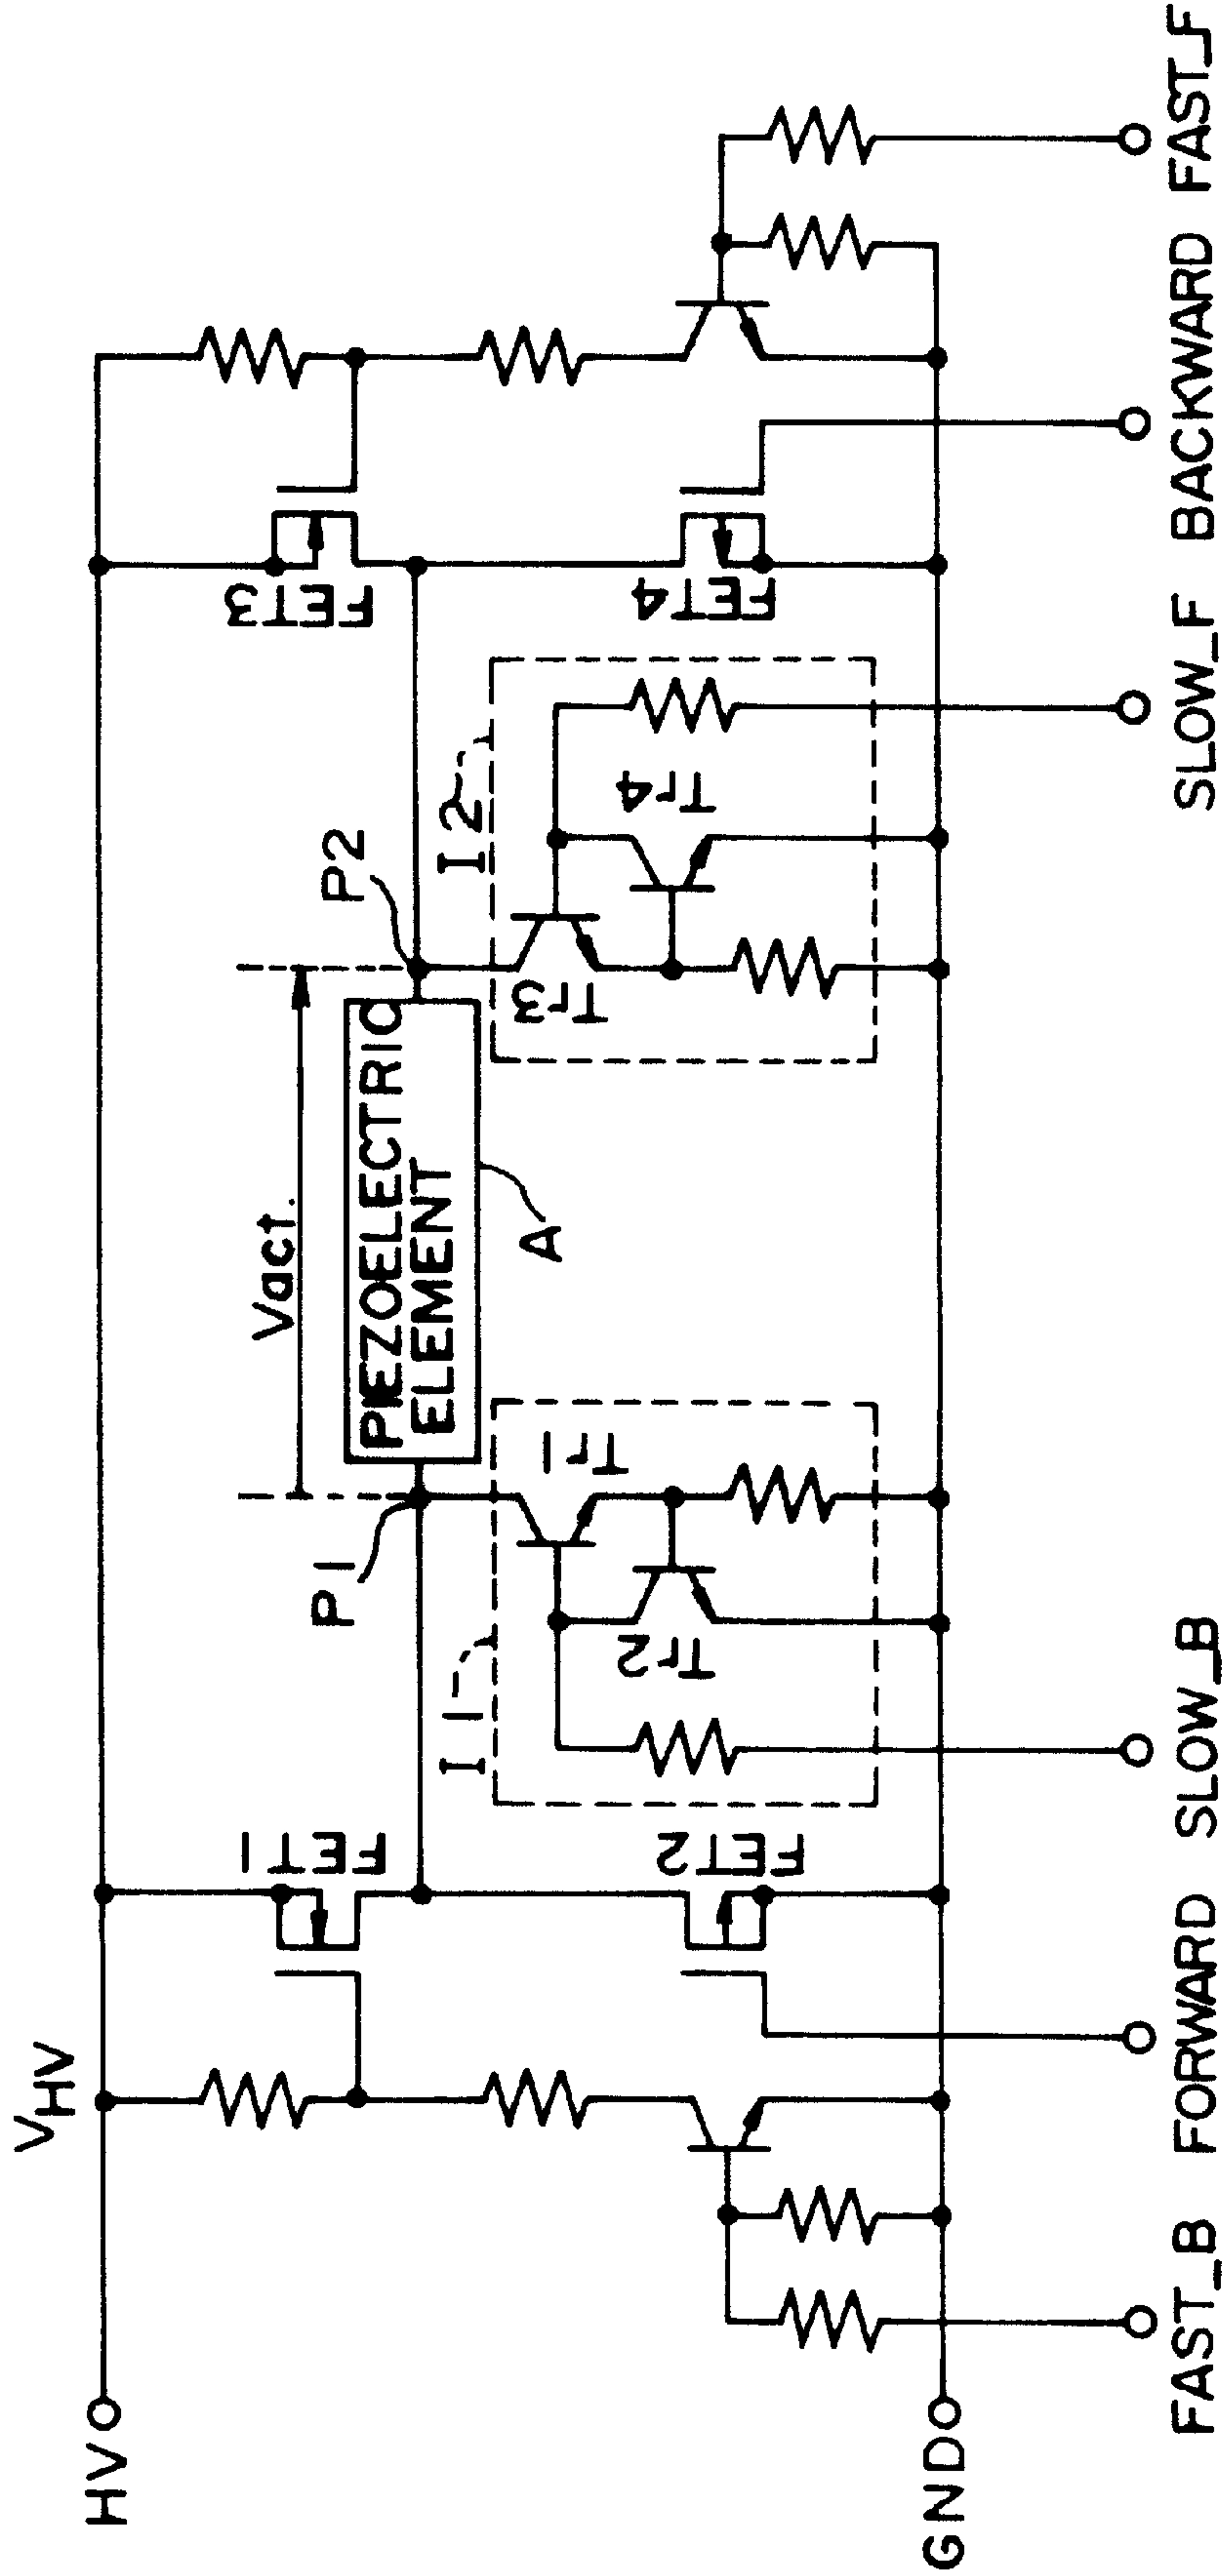 VHV
HV
GND
FET1
FET2
FET3
FET4
P1
P2
Vact.
PIEZOELECTRIC
ELEMENT
A
I1
Tr1
Tr2
I2
Tr3
Tr4
FAST_B
FORWARD
SLOW_B
SLOW_F
BACKWARD
FAST_F